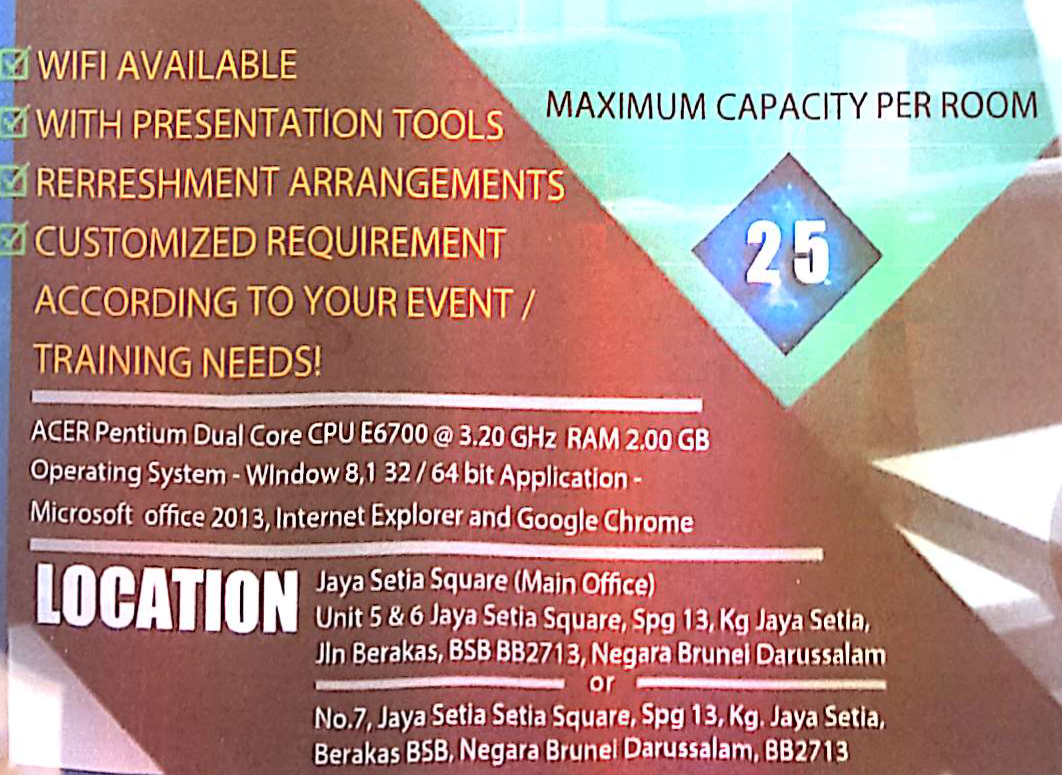 WIFI AVAILABLE
WITH PRESENTATION TOOLS
RERRESHMENT ARRANGEMENTS
CUSTOMIZED REQUIREMENT
ACCORDING TO YOUR EVENT /
TRAINING NEEDS!
MAXIMUM CAPACITY PER ROOM
25
ACER Pentium Dual Core CPU E6700 @ 3.20 GHz RAM 2.00 GB
Operating System - WIndow 8,1 32 / 64 bit Application -
Microsoft office 2013, Internet Explorer and Google Chrome
LOCATION
Jaya Setia Square (Main Office)
Unit 5 & 6 Jaya Setia Square, Spg 13, Kg Jaya Setia,
Jln Berakas, BSB BB2713, Negara Brunei Darussalam
or
No.7, Jaya Setia Setia Square, Spg 13, Kg. Jaya Setia,
Berakas BSB, Negara Brunei Darussalam, BB2713